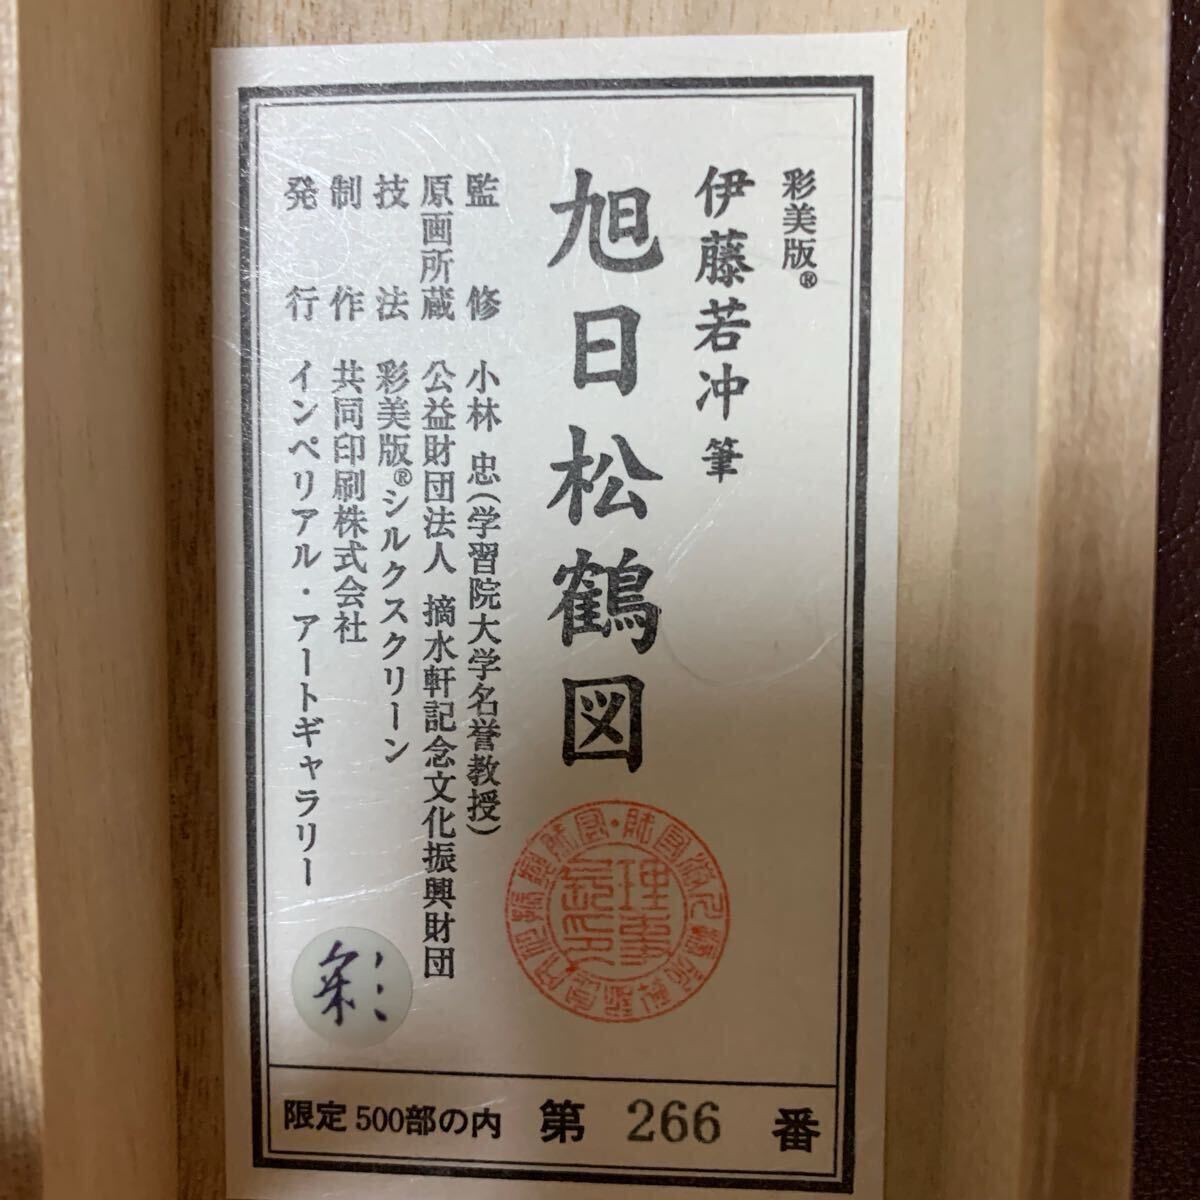 彩美版®
伊藤若冲 筆
旭日松鶴図
監修 小林 忠(学習院大学名誉教授)
原画所蔵 公益財団法人 摘水軒記念文化振興財団
技法 彩美版®シルクスクリーン
制作 共同印刷株式会社
発行 インペリアル・アートギャラリー
彩
限定500部の内 第 266 番